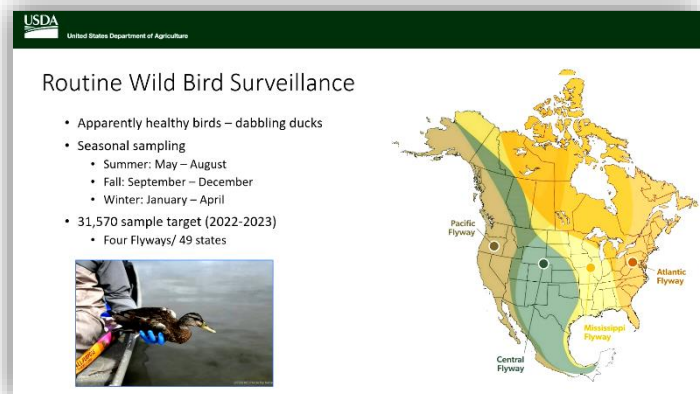 USDA
United States Department of Agriculture
Routine Wild Bird Surveillance
• Apparently healthy birds – dabbling ducks
• Seasonal sampling
• Summer: May – August
• Fall: September – December
• Winter: January – April
• 31,570 sample target (2022-2023)
• Four Flyways/ 49 states
Pacific
Flyway
Atlantic
Flyway
Mississippi
Flyway
Central
Flyway